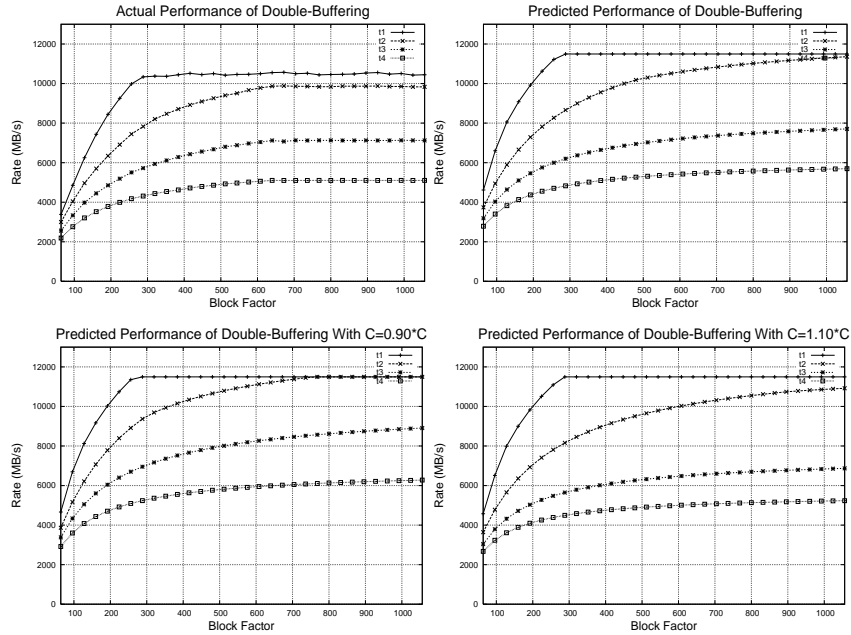 Actual Performance of Double-Buffering
t1
t2
t3
t4
12000
10000
8000
6000
4000
2000
0
Rate (MB/s)
100 200 300 400 500 600 700 800 900 1000
Block Factor
Predicted Performance of Double-Buffering
t1
t2
t3
t4
12000
10000
8000
6000
4000
2000
0
Rate (MB/s)
100 200 300 400 500 600 700 800 900 1000
Block Factor
Predicted Performance of Double-Buffering With C=0.90*C
t1
t2
t3
t4
12000
10000
8000
6000
4000
2000
0
Rate (MB/s)
100 200 300 400 500 600 700 800 900 1000
Block Factor
Predicted Performance of Double-Buffering With C=1.10*C
t1
t2
t3
t4
12000
10000
8000
6000
4000
2000
0
Rate (MB/s)
100 200 300 400 500 600 700 800 900 1000
Block Factor